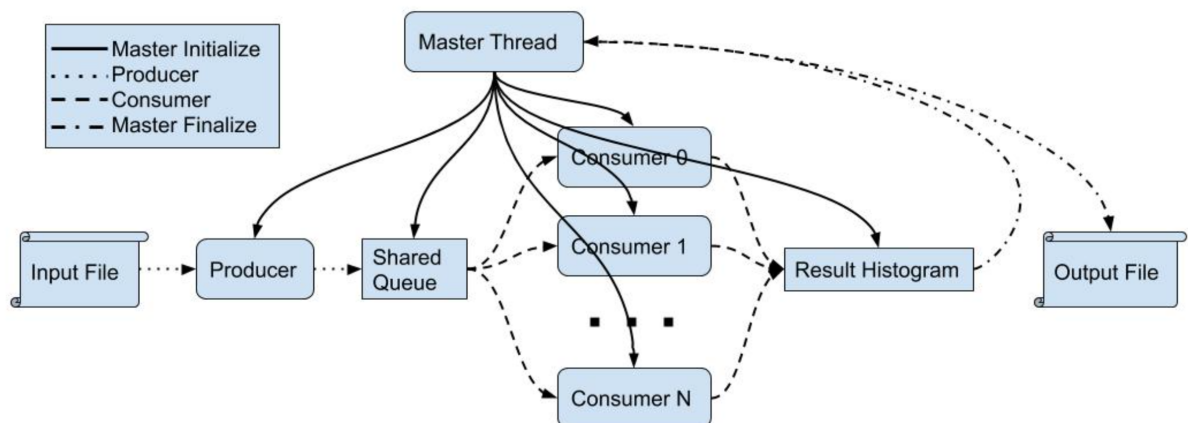 Master Initialize
Producer
Consumer
Master Finalize
Master Thread
Consumer 0
Consumer 1
Consumer N
Input File
Producer
Shared
Queue
Result Histogram
Output File